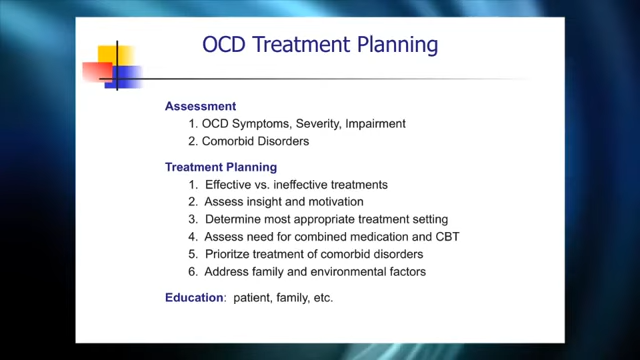 OCD Treatment Planning
Assessment
1. OCD Symptoms, Severity, Impairment
2. Comorbid Disorders
Treatment Planning
1. Effective vs. ineffective treatments
2. Assess insight and motivation
3. Determine most appropriate treatment setting
4. Assess need for combined medication and CBT
5. Prioritze treatment of comorbid disorders
6. Address family and environmental factors
Education: patient, family, etc.